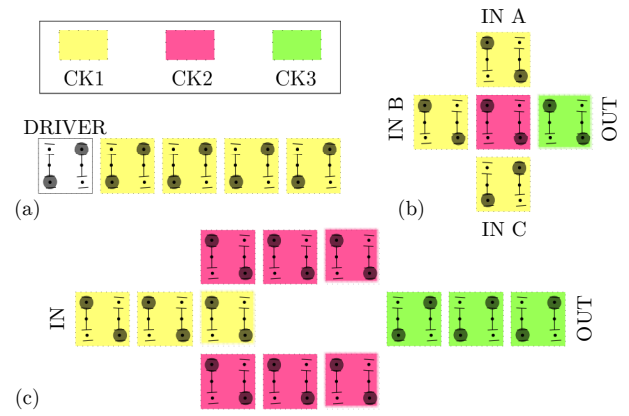 CK1 CK2 CK3
DRIVER
(a)
IN A
IN B
OUT
IN C
(b)
IN
OUT
(c)